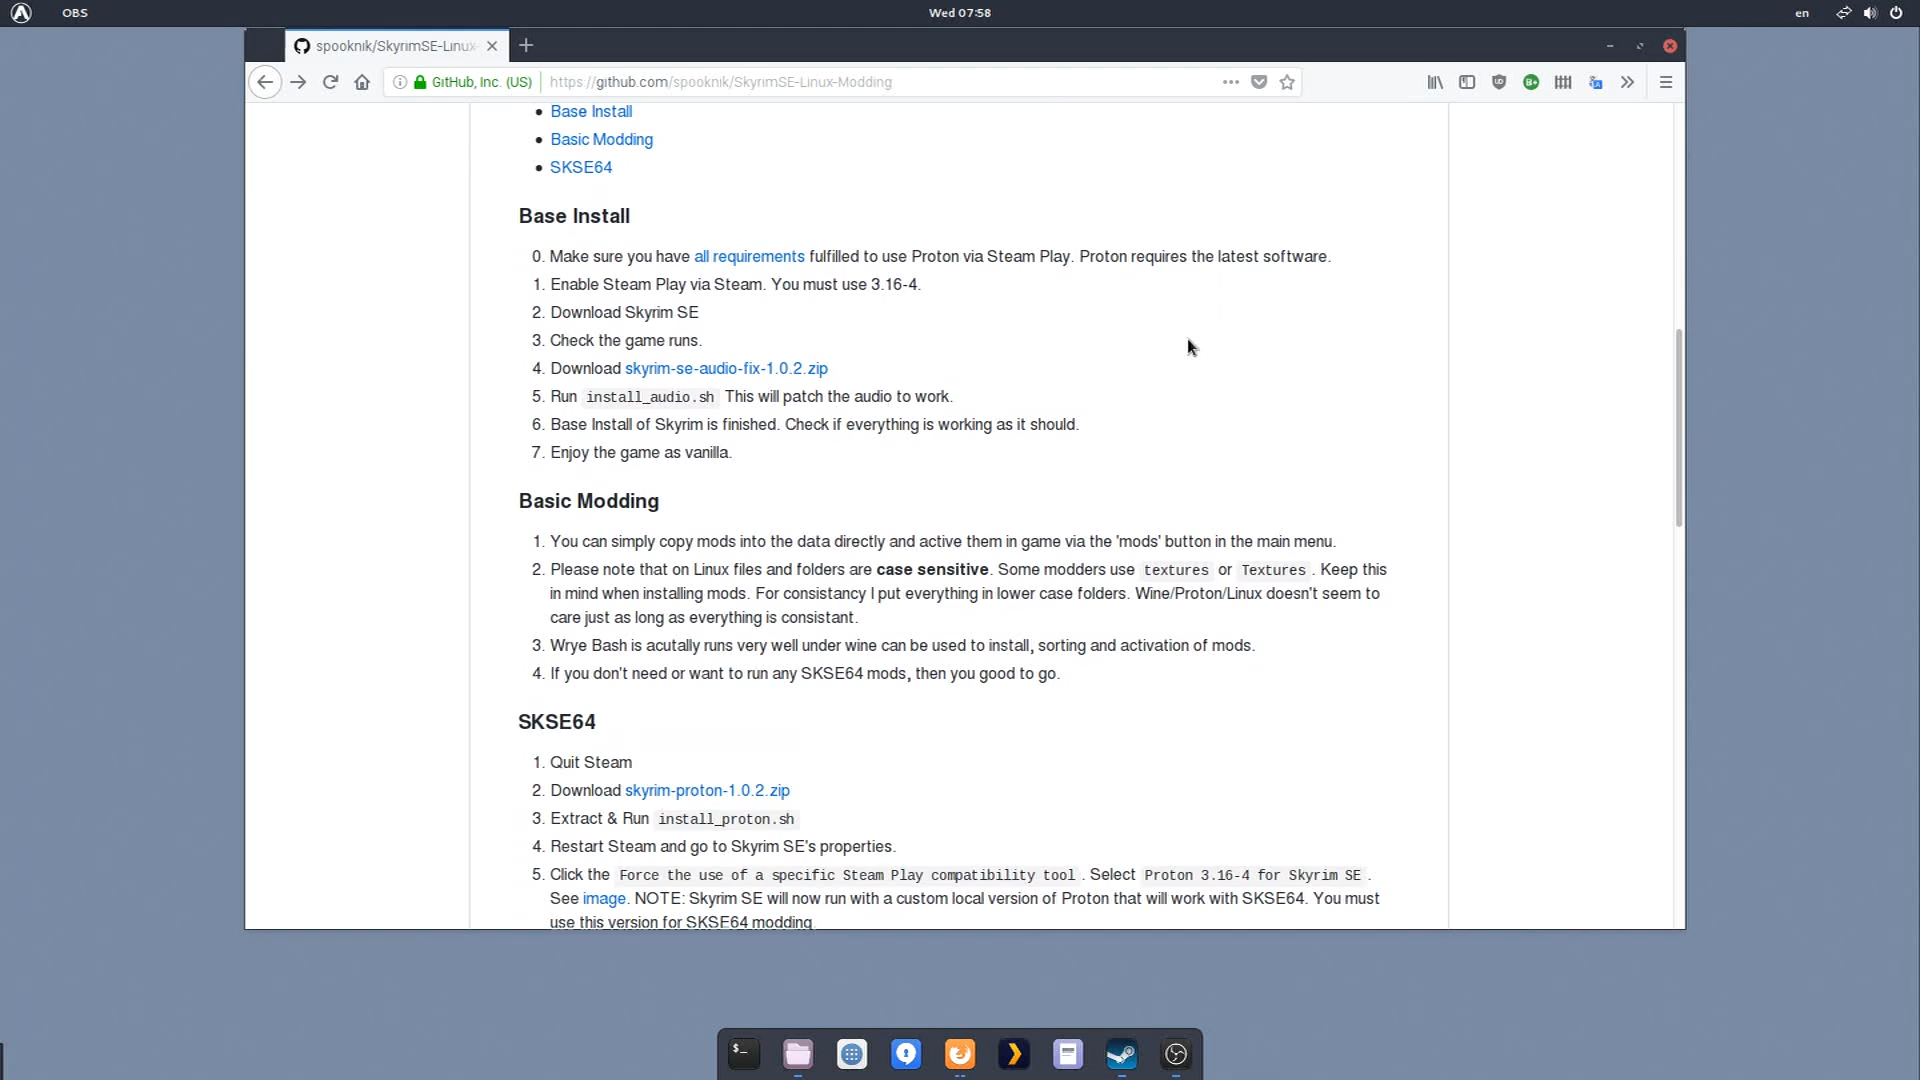 OBS
Wed 07:58
en
spooknik/SkyrimSE-Linux-
GitHub, Inc. (US)
https://github.com/spooknik/SkyrimSE-Linux-Modding
Base Install
Basic Modding
SKSE64
Base Install
0. Make sure you have all requirements fulfilled to use Proton via Steam Play. Proton requires the latest software.
1. Enable Steam Play via Steam. You must use 3.16-4.
2. Download Skyrim SE
3. Check the game runs.
4. Download skyrim-se-audio-fix-1.0.2.zip
5. Run install_audio.sh This will patch the audio to work.
6. Base Install of Skyrim is finished. Check if everything is working as it should.
7. Enjoy the game as vanilla.
Basic Modding
1. You can simply copy mods into the data directly and active them in game via the 'mods' button in the main menu.
2. Please note that on Linux files and folders are case sensitive. Some modders use textures or Textures. Keep this
in mind when installing mods. For consistancy I put everything in lower case folders. Wine/Proton/Linux doesn't seem to
care just as long as everything is consistant.
3. Wrye Bash is acutally runs very well under wine can be used to install, sorting and activation of mods.
4. If you don't need or want to run any SKSE64 mods, then you good to go.
SKSE64
1. Quit Steam
2. Download skyrim-proton-1.0.2.zip
3. Extract & Run install_proton.sh
4. Restart Steam and go to Skyrim SE's properties.
5. Click the Force the use of a specific Steam Play compatibility tool. Select Proton 3.16-4 for Skyrim SE.
See image. NOTE: Skyrim SE will now run with a custom local version of Proton that will work with SKSE64. You must
use this version for SKSE64 modding.
$_